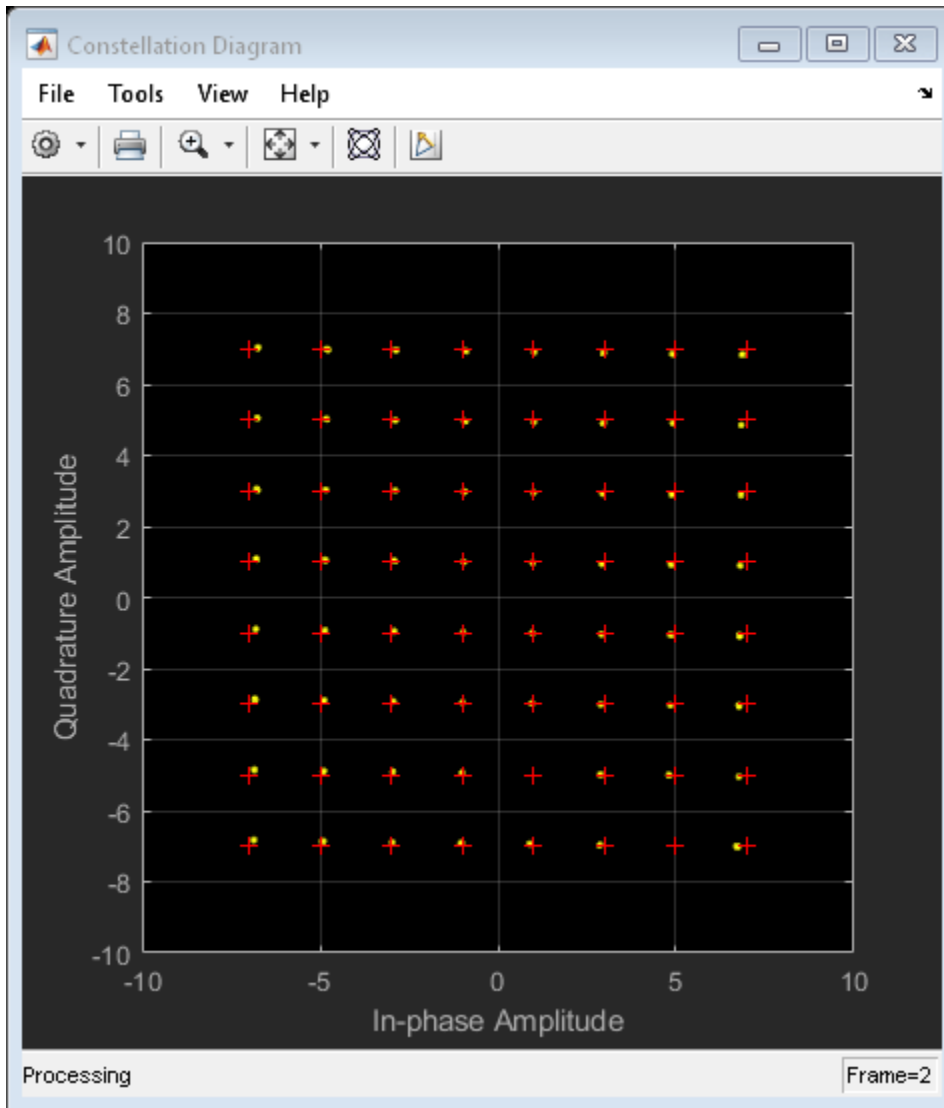 Constellation Diagram
File Tools View Help
10
8
6
4
2
0
-2
-4
-6
-8
-10
Quadrature Amplitude
-10 -5 0 5 10
In-phase Amplitude
Processing Frame=2